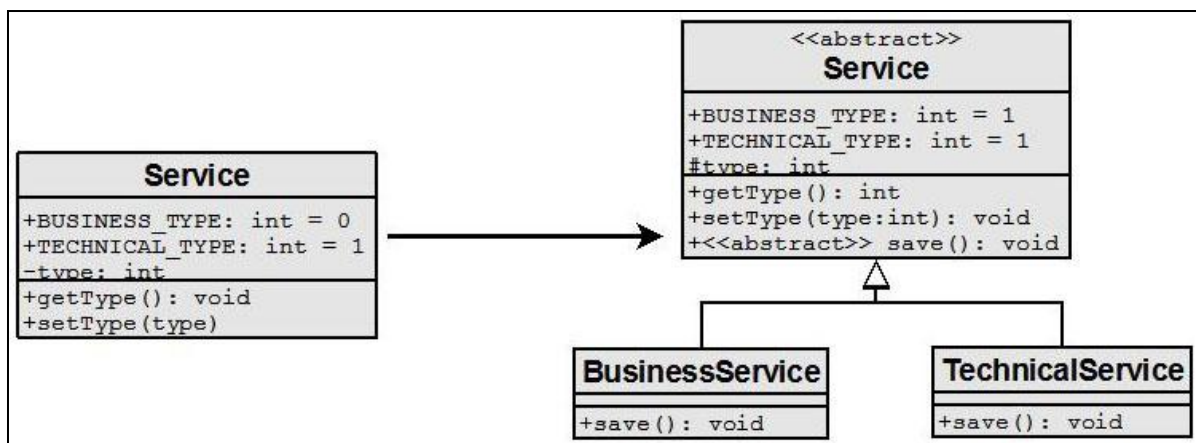 Service
+BUSINESS_TYPE: int = 0
+TECHNICAL_TYPE: int = 1
-type: int
+getType(): void
+setType(type)
<<abstract>>
Service
+BUSINESS_TYPE: int = 1
+TECHNICAL_TYPE: int = 1
#type: int
+getType(): int
+setType(type:int): void
+<<abstract>> save(): void
BusinessService
+save(): void
TechnicalService
+save(): void